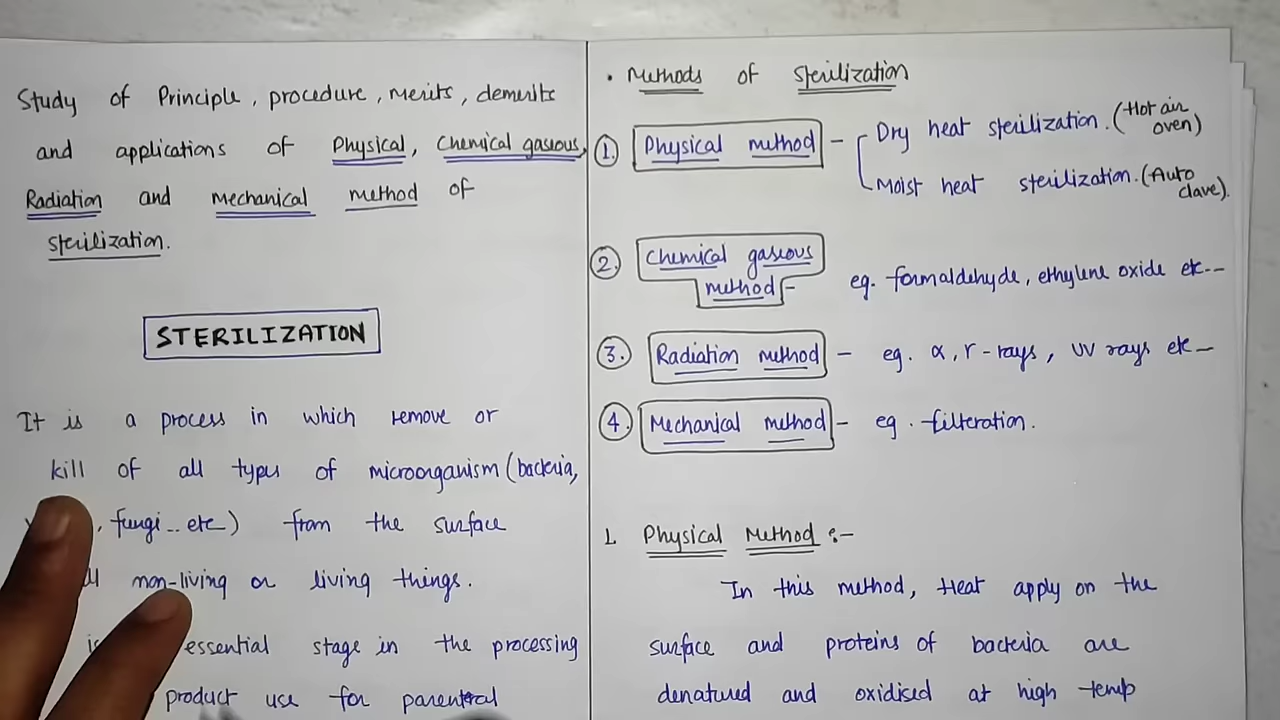 Study of Principle, procedure, merits, demerits
and applications of Physical, Chemical gaseous,
Radiation and Mechanical method of
sterilization.
STERILIZATION
It is a process in which remove or
kill of all types of microorganism (bacteria,
, fungi... etc) from the surface
non-living or living things.
essential stage in the processing
product use for parenteral
• Methods of Sterilization
1. Physical method - Dry heat sterilization. (Hot air oven)
Moist heat sterilization. (Auto clave).
2. Chemical gaseous
method - eg. formaldehyde, ethylene oxide etc--
3. Radiation method - eg. α, r-rays, UV rays etc—
4. Mechanical method - eg. filteration.
1. Physical Method :-
In this method, Heat apply on the
surface and proteins of bacteria are
denatured and oxidised at high temp